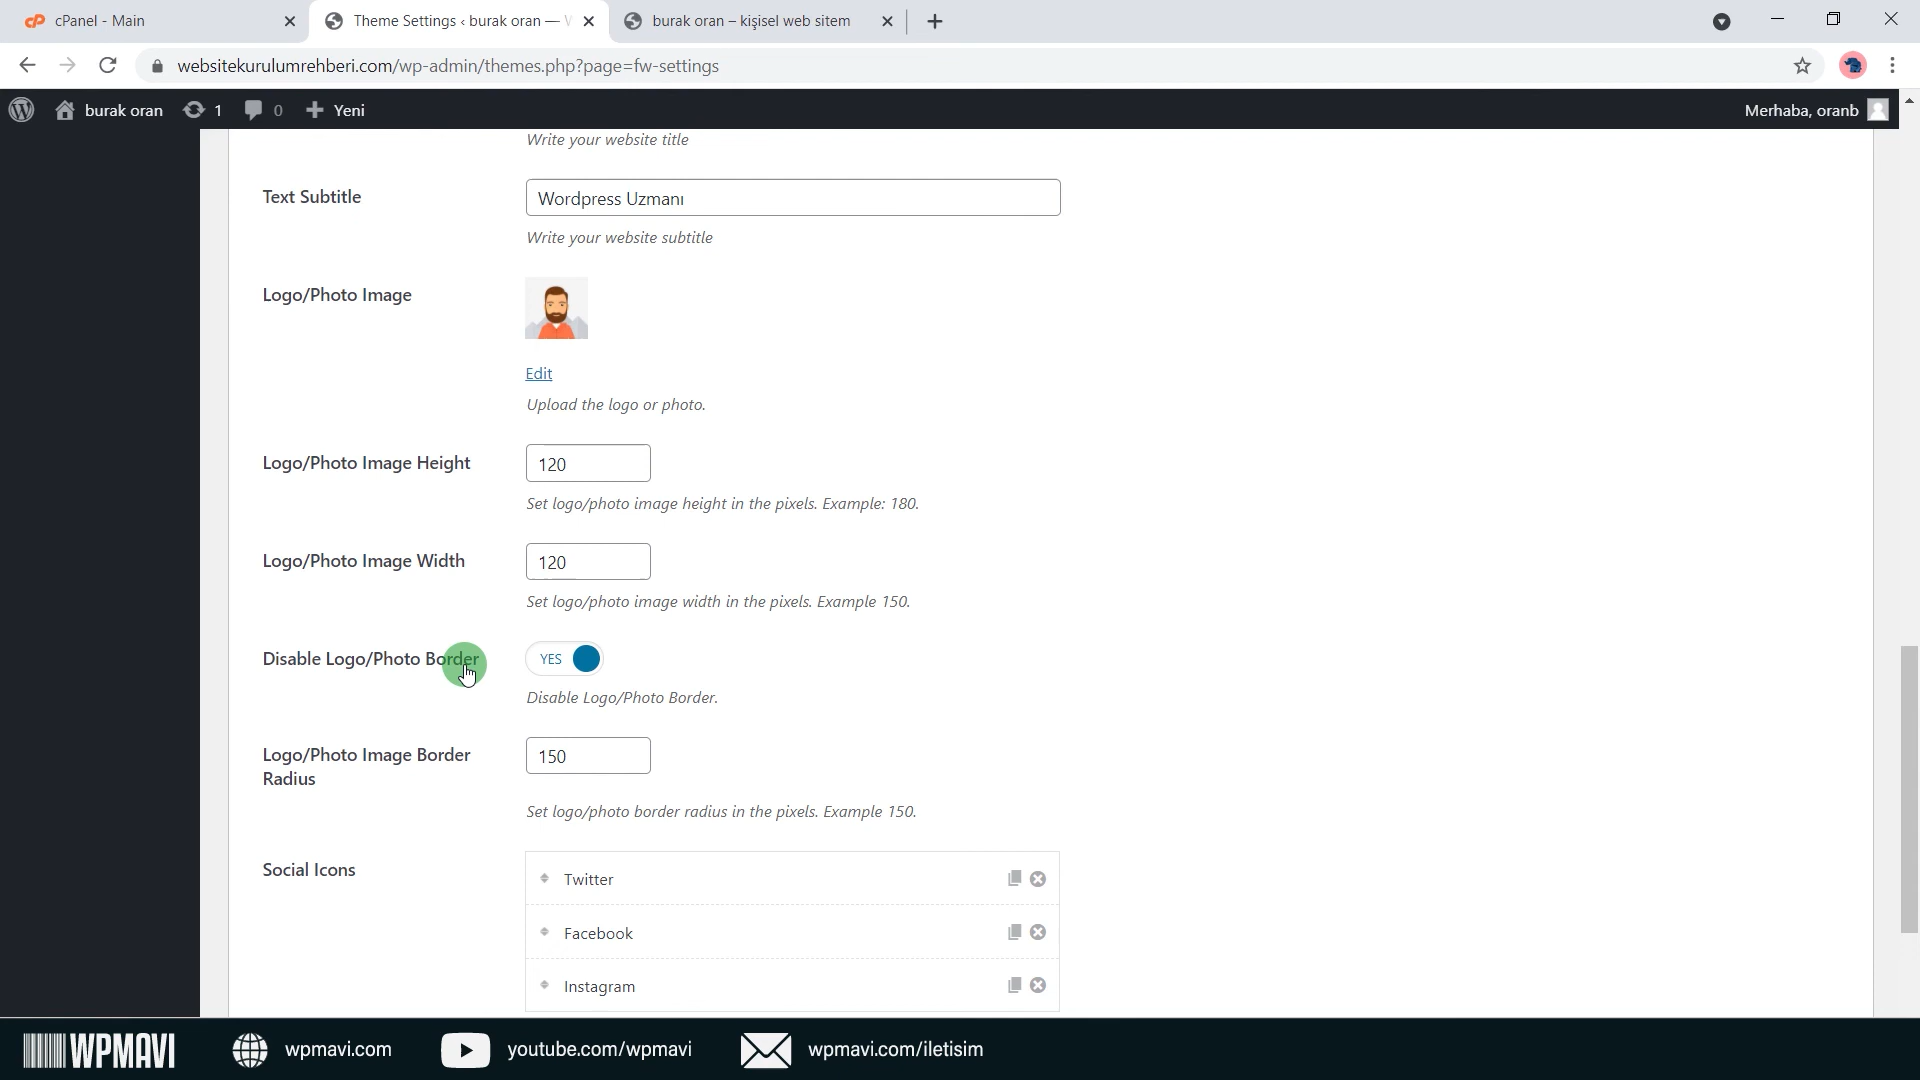 cPanel - Main
Theme Settings ‹ burak oran —
burak oran – kişisel web sitem
websitekurulumrehberi.com/wp-admin/themes.php?page=fw-settings
burak oran
1
0
Yeni
Merhaba, oranb
Write your website title
Text Subtitle
Wordpress Uzmanı
Write your website subtitle
Logo/Photo Image
Edit
Upload the logo or photo.
Logo/Photo Image Height
120
Set logo/photo image height in the pixels. Example: 180.
Logo/Photo Image Width
120
Set logo/photo image width in the pixels. Example 150.
Disable Logo/Photo Border
YES
Disable Logo/Photo Border.
Logo/Photo Image Border
Radius
150
Set logo/photo border radius in the pixels. Example 150.
Social Icons
Twitter
Facebook
Instagram
WPMAVI
wpmavi.com
youtube.com/wpmavi
wpmavi.com/iletisim